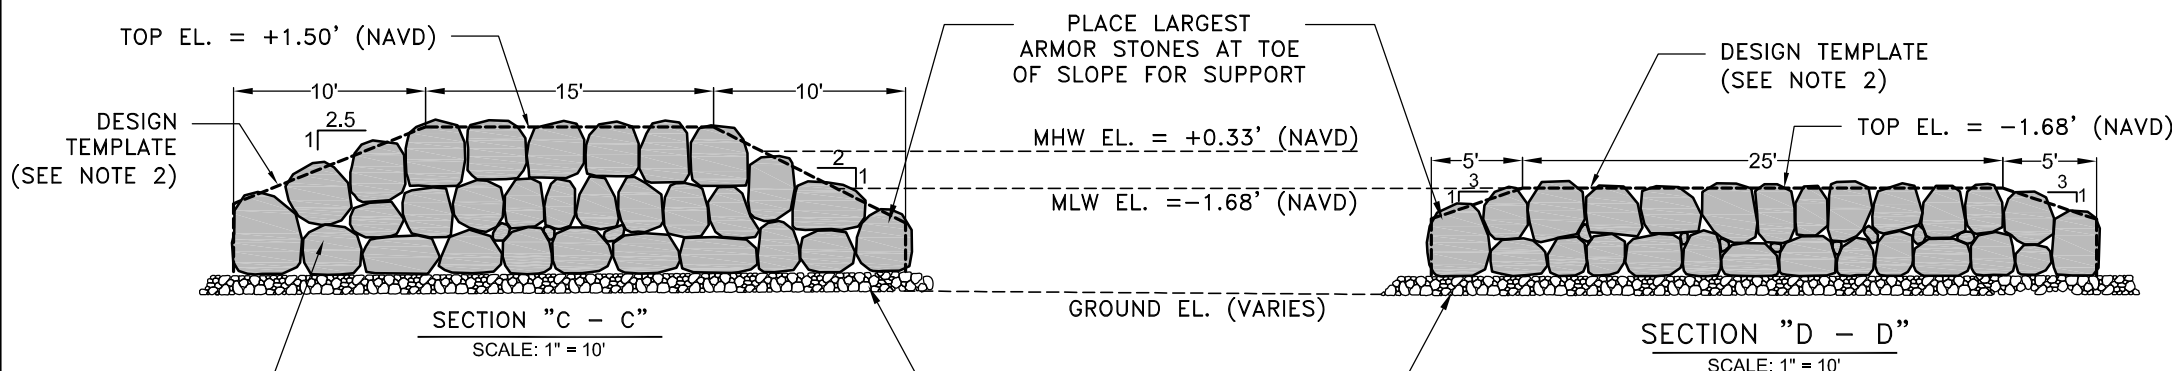 TOP EL. = +1.50' (NAVD)
10'
15'
10'
DESIGN
TEMPLATE
(SEE NOTE 2)
1
2.5
2
1
SECTION "C - C"
SCALE: 1" = 10'
PLACE LARGEST
ARMOR STONES AT TOE
OF SLOPE FOR SUPPORT
MHW EL. = +0.33' (NAVD)
MLW EL. =-1.68' (NAVD)
GROUND EL. (VARIES)
DESIGN TEMPLATE
(SEE NOTE 2)
TOP EL. = -1.68' (NAVD)
5'
25'
5'
1
3
3
1
SECTION "D - D"
SCALE: 1" = 10'